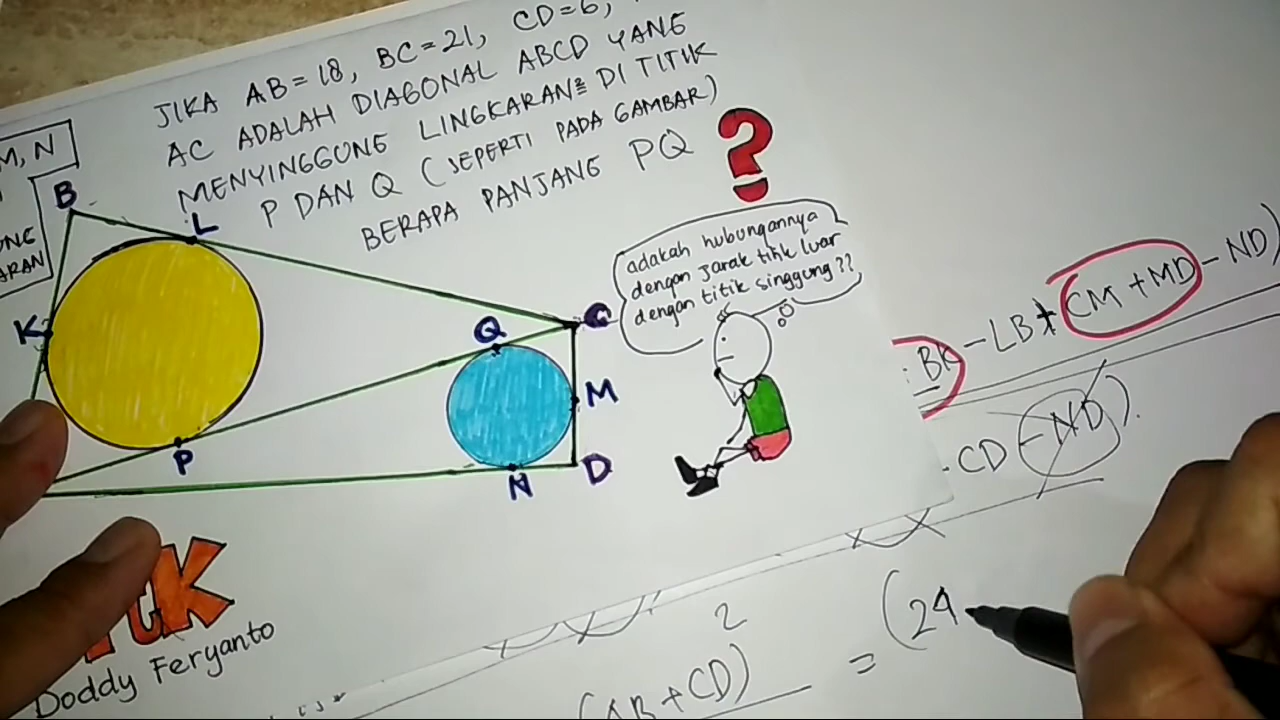 JIKA AB=18, BC=21, CD=6,
AC ADALAH DIAGONAL ABCD YANG
MENYINGGUNG LINGKARAN² DI TITIK
P DAN Q (SEPERTI PADA GAMBAR)
BERAPA PANJANG PQ
?
M, N
UNG
ARAN
B
L
K
P
Q
C
M
N
D
adakah hubungannya
dengan jarak titik luar
dengan titik singgung??
BK-LB+CM+MD-ND)
CD-ND).
2
(AB+CD)
= (24
Doddy Feryanto